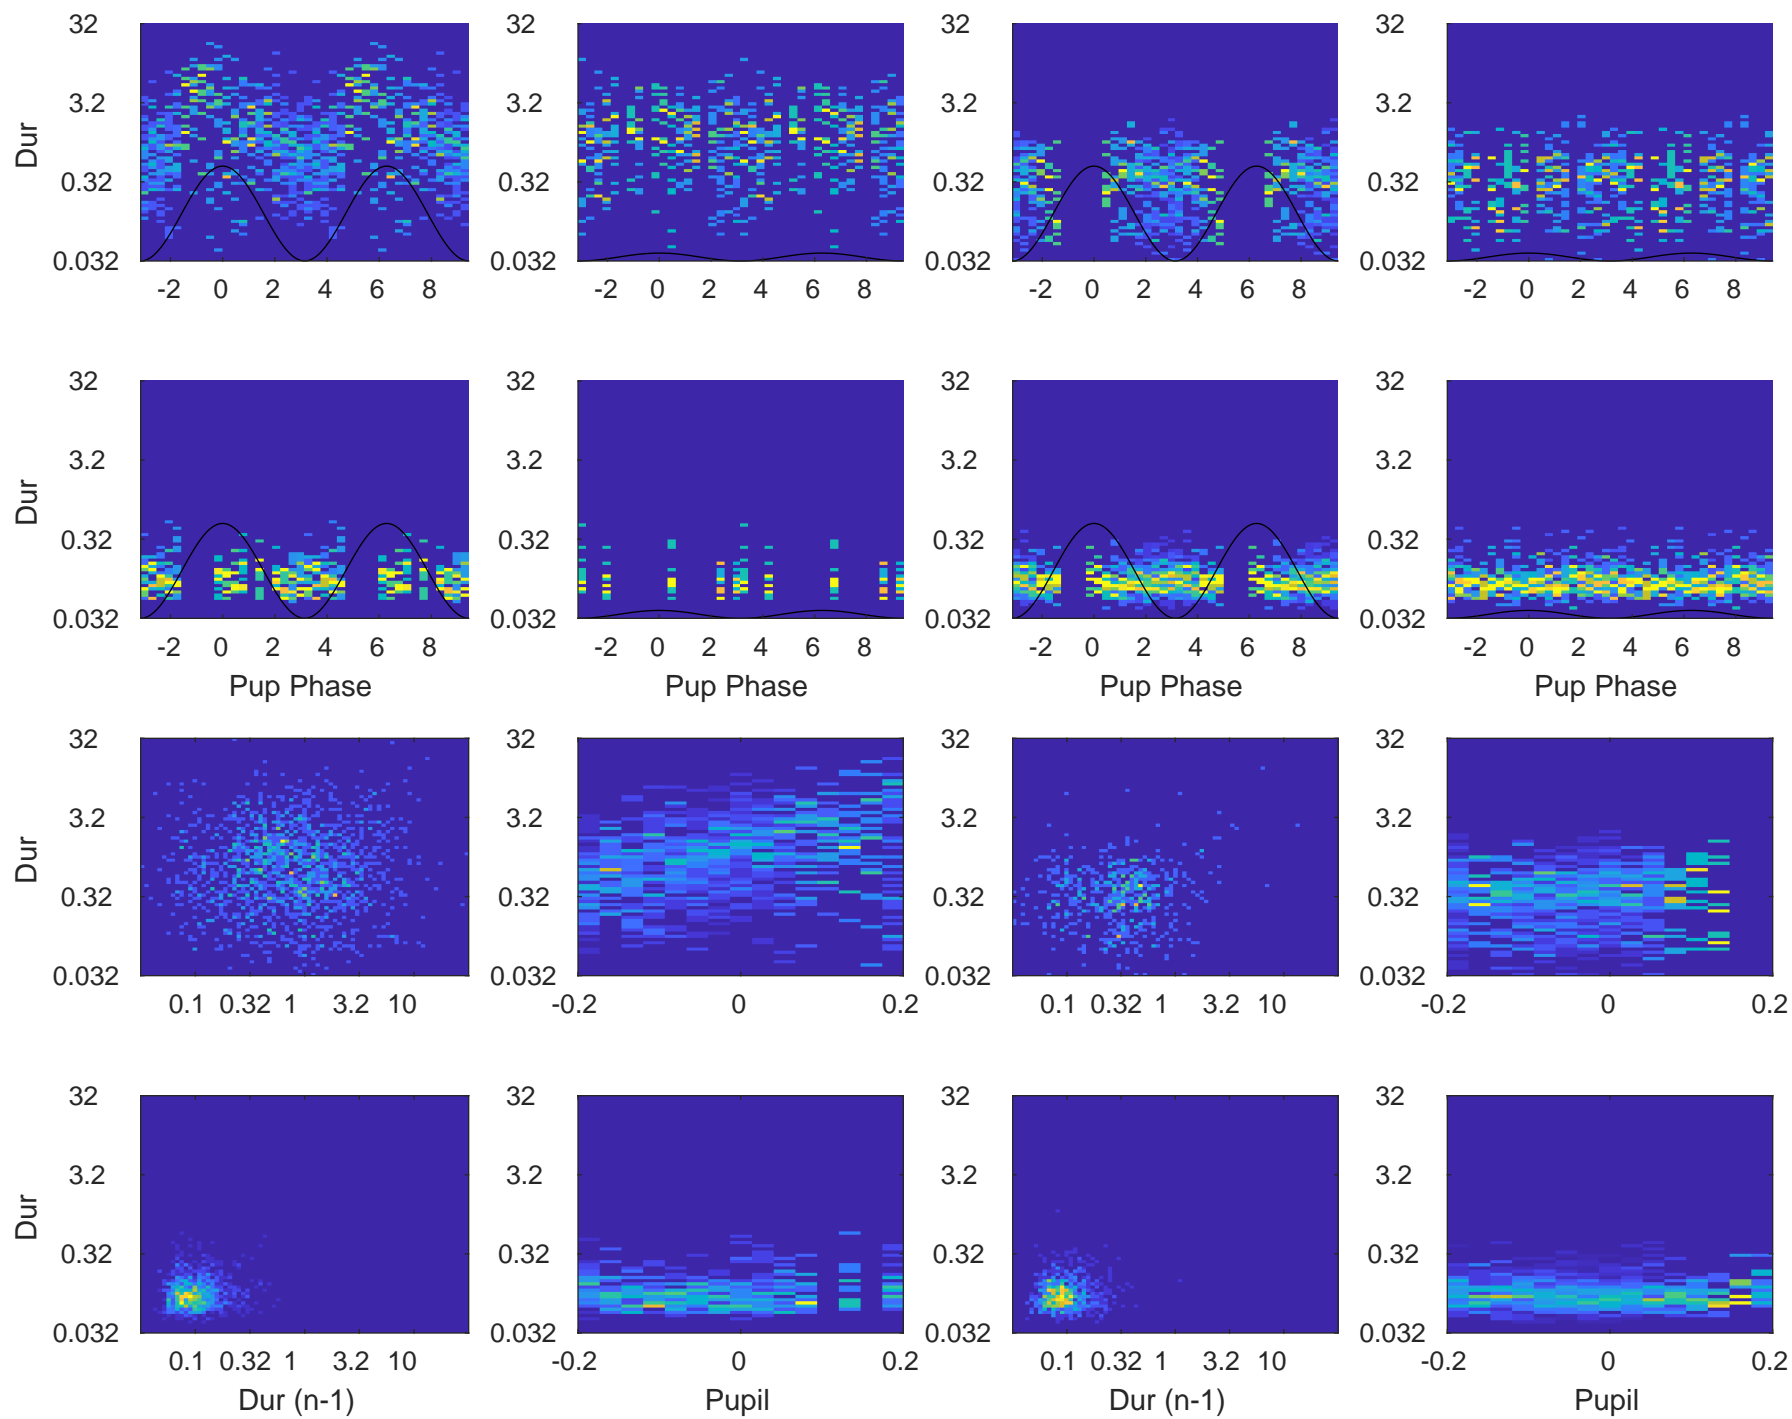 32 32 32 32
Dur 3.2 3.2 3.2 3.2
0.32 0.32 0.32 0.32
0.032 0.032 0.032 0.032
-2 0 2 4 6 8 -2 0 2 4 6 8 -2 0 2 4 6 8 -2 0 2 4 6 8
32 32 32 32
Dur 3.2 3.2 3.2 3.2
0.32 0.32 0.32 0.32
0.032 0.032 0.032 0.032
-2 0 2 4 6 8 -2 0 2 4 6 8 -2 0 2 4 6 8 -2 0 2 4 6 8
Pup Phase Pup Phase Pup Phase Pup Phase
32 32 32 32
Dur 3.2 3.2 3.2 3.2
0.32 0.32 0.32 0.32
0.032 0.032 0.032 0.032
0.1 0.32 1 3.2 10 -0.2 0 0.2 0.1 0.32 1 3.2 10 -0.2 0 0.2
32 32 32 32
Dur 3.2 3.2 3.2 3.2
0.32 0.32 0.32 0.32
0.032 0.032 0.032 0.032
0.1 0.32 1 3.2 10 -0.2 0 0.2 0.1 0.32 1 3.2 10 -0.2 0 0.2
Dur (n-1) Pupil Dur (n-1) Pupil